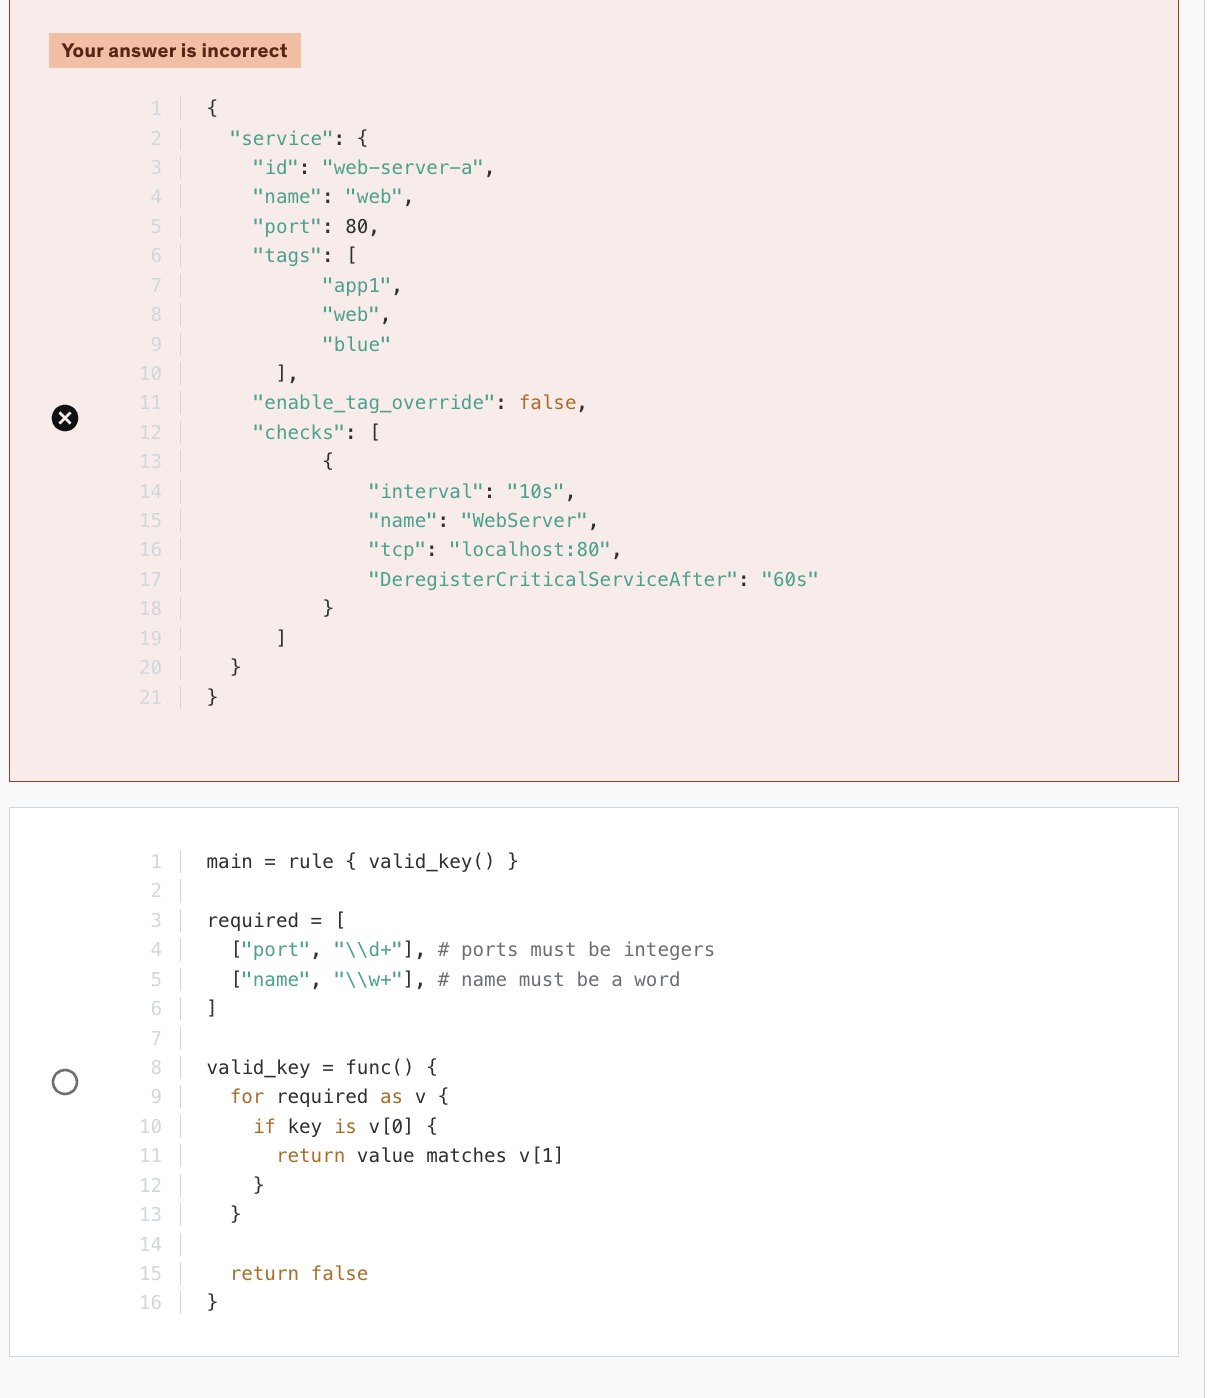 Your answer is incorrect
1 {
2   "service": {
3     "id": "web-server-a",
4     "name": "web",
5     "port": 80,
6     "tags": [
7           "app1",
8           "web",
9           "blue"
10       ],
11     "enable_tag_override": false,
12     "checks": [
13           {
14               "interval": "10s",
15               "name": "WebServer",
16               "tcp": "localhost:80",
17               "DeregisterCriticalServiceAfter": "60s"
18           }
19       ]
20   }
21 }
1 main = rule { valid_key() }
2
3 required = [
4   ["port", "\\d+"], # ports must be integers
5   ["name", "\\w+"], # name must be a word
6 ]
7
8 valid_key = func() {
9   for required as v {
10     if key is v[0] {
11       return value matches v[1]
12     }
13   }
14
15   return false
16 }